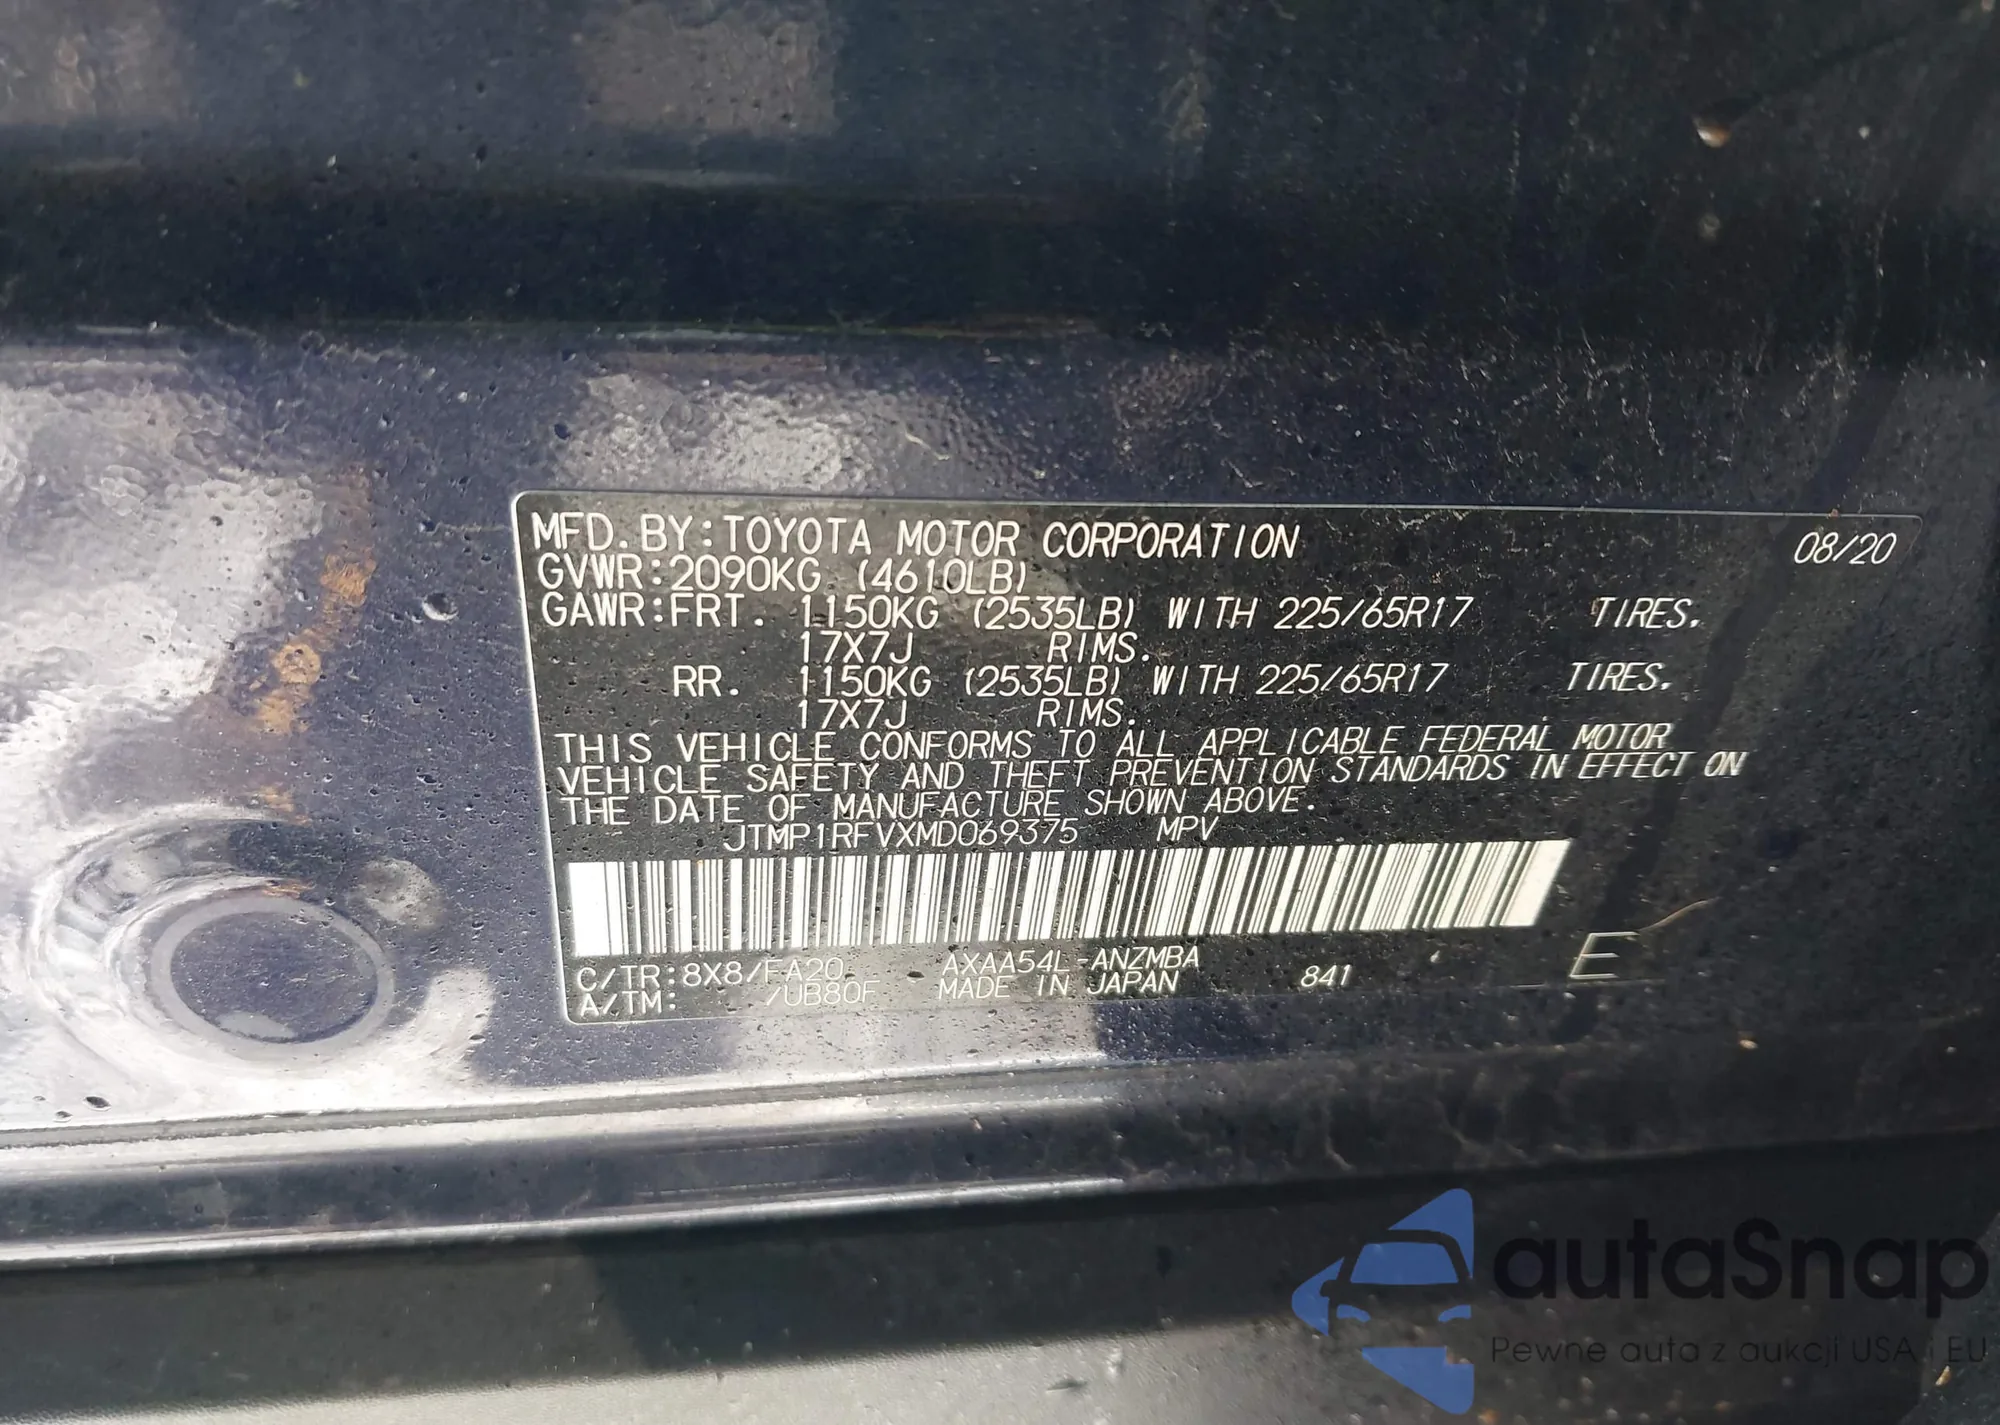 MFD. BY: TOYOTA MOTOR CORPORATION 08/20
GVWR: 2090KG (4610LB)
GAWR: FRT. 1150KG (2535LB) WITH 225/65R17 TIRES.
17X7J RIMS.
RR. 1150KG (2535LB) WITH 225/65R17 TIRES.
17X7J RIMS.
THIS VEHICLE CONFORMS TO ALL APPLICABLE FEDERAL MOTOR
VEHICLE SAFETY AND THEFT PREVENTION STANDARDS IN EFFECT ON
THE DATE OF MANUFACTURE SHOWN ABOVE.
JTMP1RFVXMD069375 MPV
C/TR: 8X8/FA20 AXAA54L-ANZMBA 841 E
A/TM: /UB80F MADE IN JAPAN
autaSnap
Pewne auta z aukcji USA i EU